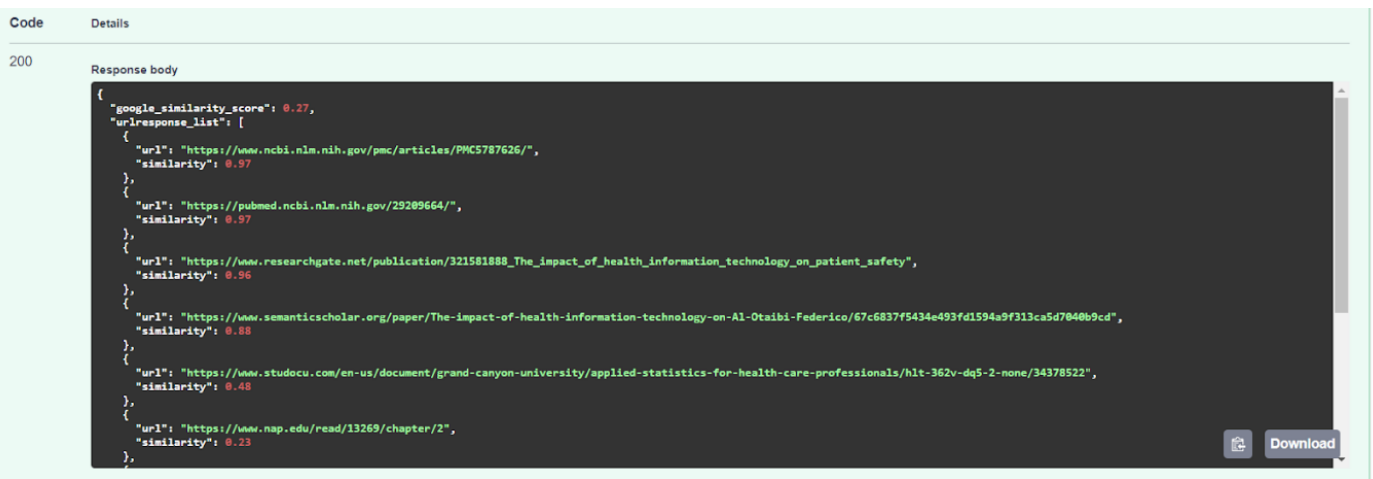 Code Details
200
Response body
{
"google_similarity_score": 0.27,
"urlresponse_list": [
{
"url": "https://www.ncbi.nlm.nih.gov/pmc/articles/PMC5787626/",
"similarity": 0.97
},
{
"url": "https://pubmed.ncbi.nlm.nih.gov/29209664/",
"similarity": 0.97
},
{
"url": "https://www.researchgate.net/publication/321581888_The_impact_of_health_information_technology_on_patient_safety",
"similarity": 0.96
},
{
"url": "https://www.semanticscholar.org/paper/The-impact-of-health-information-technology-on-Al-Otaibi-Federico/67c6837f5434e493fd1594a9f313ca5d7040b9cd",
"similarity": 0.88
},
{
"url": "https://www.studocu.com/en-us/document/grand-canyon-university/applied-statistics-for-health-care-professionals/hlt-362v-dq5-2-none/34378522",
"similarity": 0.48
},
{
"url": "https://www.nap.edu/read/13269/chapter/2",
"similarity": 0.23
},
Download